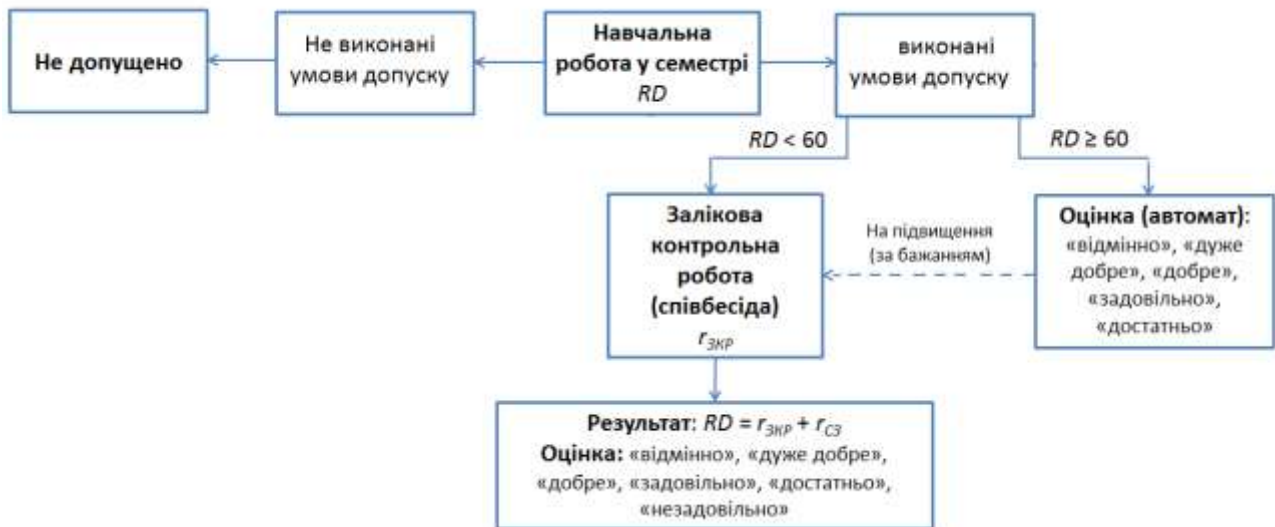 Не допущено
Не виконані
умови допуску
Навчальна
робота у семестрі
RD
виконані
умови допуску
RD < 60
RD ≥ 60
Залікова
контрольна
робота
(співбесіда)
rЗКР
На підвищення
(за бажанням)
Оцінка (автомат):
«відмінно», «дуже
добре», «добре»,
«задовільно»,
«достатньо»
Результат: RD = rЗКР + rСЗ
Оцінка: «відмінно», «дуже добре»,
«добре», «задовільно», «достатньо»,
«незадовільно»